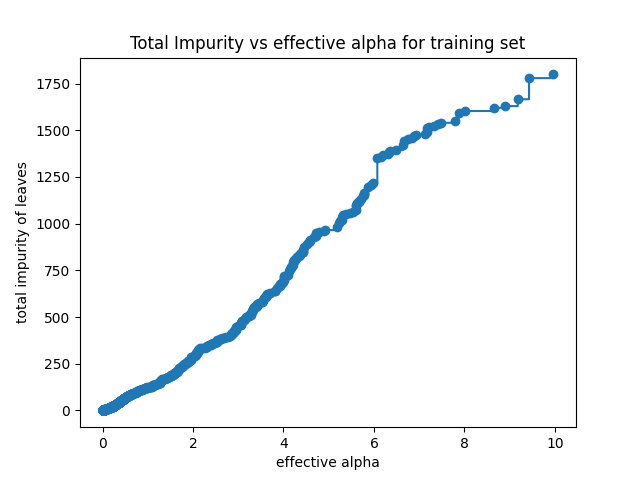 Total Impurity vs effective alpha for training set
total impurity of leaves
1750
1500
1250
1000
750
500
250
0
0 2 4 6 8 10
effective alpha